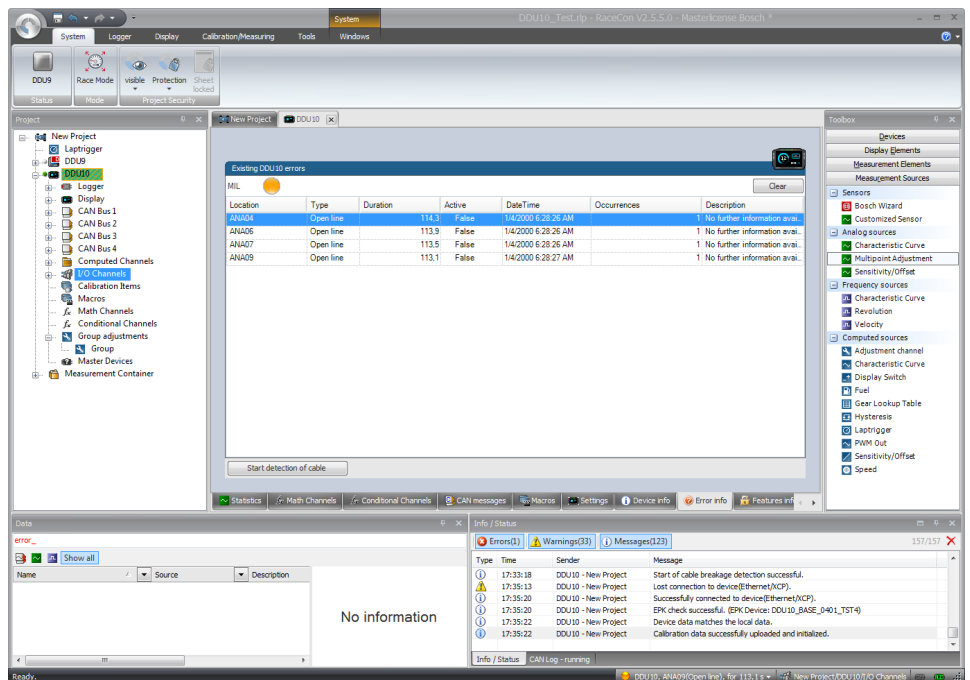 DDU10_Test.rlp - RaceCon V2.5.5.0 - Masterlicense Bosch *
System
System Logger Display Calibration/Measuring Tools Windows
DDU9 Race Mode visible Protection Sheet locked
Status Mode Project Security
Project
New Project
Laptrigger
DDU9
DDU10
Logger
Display
CAN Bus 1
CAN Bus 2
CAN Bus 3
CAN Bus 4
Computed Channels
I/O Channels
Calibration Items
Macros
Math Channels
Conditional Channels
Group adjustments
Group
Master Devices
Measurement Container
New Project DDU10
Existing DDU10 errors
MIL Clear
Location Type Duration Active DateTime Occurrences Description
ANA04 Open line 114,3 False 1/4/2000 6:28:26 AM 1 No further information avai...
ANA06 Open line 113,9 False 1/4/2000 6:28:26 AM 1 No further information avai...
ANA07 Open line 113,5 False 1/4/2000 6:28:26 AM 1 No further information avai...
ANA09 Open line 113,1 False 1/4/2000 6:28:27 AM 1 No further information avai...
Start detection of cable
Statistics Math Channels Conditional Channels CAN messages Macros Settings Device info Error info Features inf
Toolbox
Devices
Display Elements
Measurement Elements
Measurement Sources
Sensors
Bosch Wizard
Customized Sensor
Analog sources
Characteristic Curve
Multipoint Adjustment
Sensitivity/Offset
Frequency sources
Characteristic Curve
Revolution
Velocity
Computed sources
Adjustment channel
Characteristic Curve
Display Switch
Fuel
Gear Lookup Table
Hysteresis
Laptrigger
PWM Out
Sensitivity/Offset
Speed
Data
error_
Show all
Name Source Description
No information
Info / Status
Errors(1) Warnings(33) Messages(123) 157/157
Type Time Sender Message
17:33:18 DDU10 - New Project Start of cable breakage detection successful.
17:35:13 DDU10 - New Project Lost connection to device(Ethernet/XCP).
17:35:20 DDU10 - New Project Successfully connected to device(Ethernet/XCP).
17:35:20 DDU10 - New Project EPK check successful. (EPK Device: DDU10_BASE_0401_TST4)
17:35:22 DDU10 - New Project Device data matches the local data.
17:35:22 DDU10 - New Project Calibration data successfully uploaded and initialized.
Info / Status CAN Log - running
Ready. DDU10, ANA09(Open line), for 113,1 s New Project/DDU10/I/O Channels